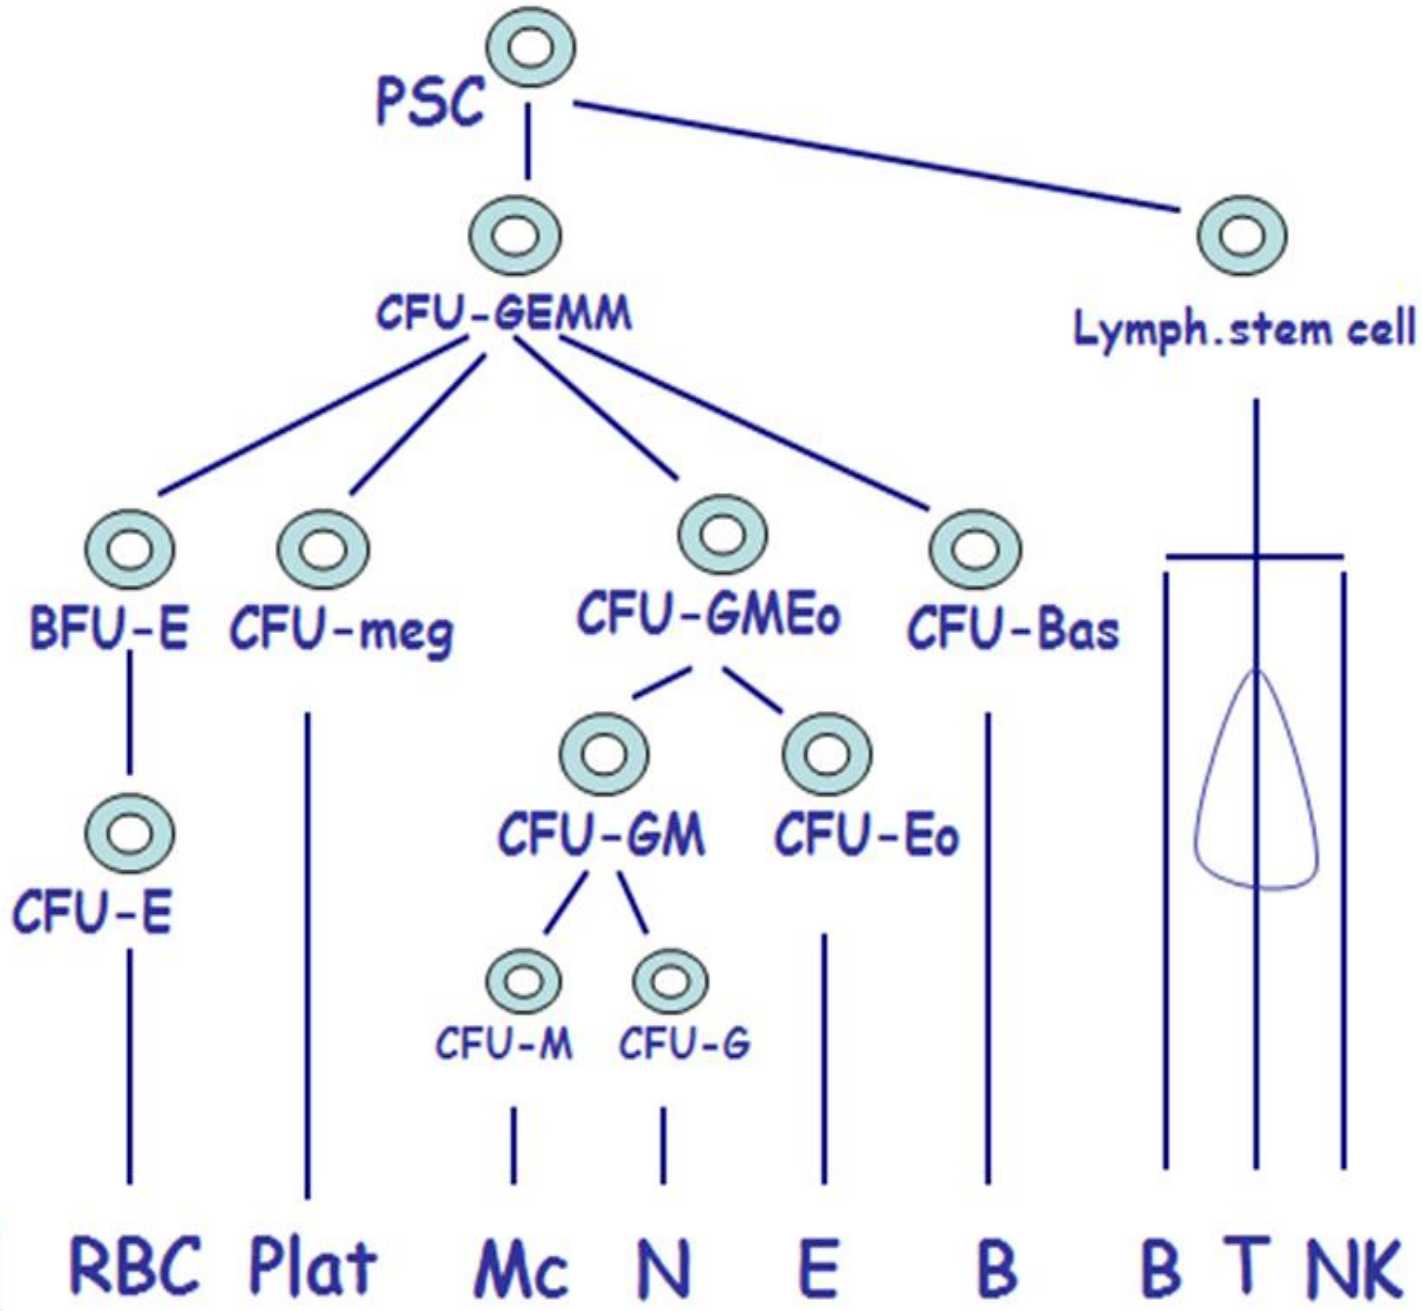 PSC
CFU-GEMM
Lymph.stem cell
BFU-E CFU-meg CFU-GMEo CFU-Bas
CFU-GM CFU-Eo
CFU-E
CFU-M CFU-G
RBC Plat Mc N E B B T NK